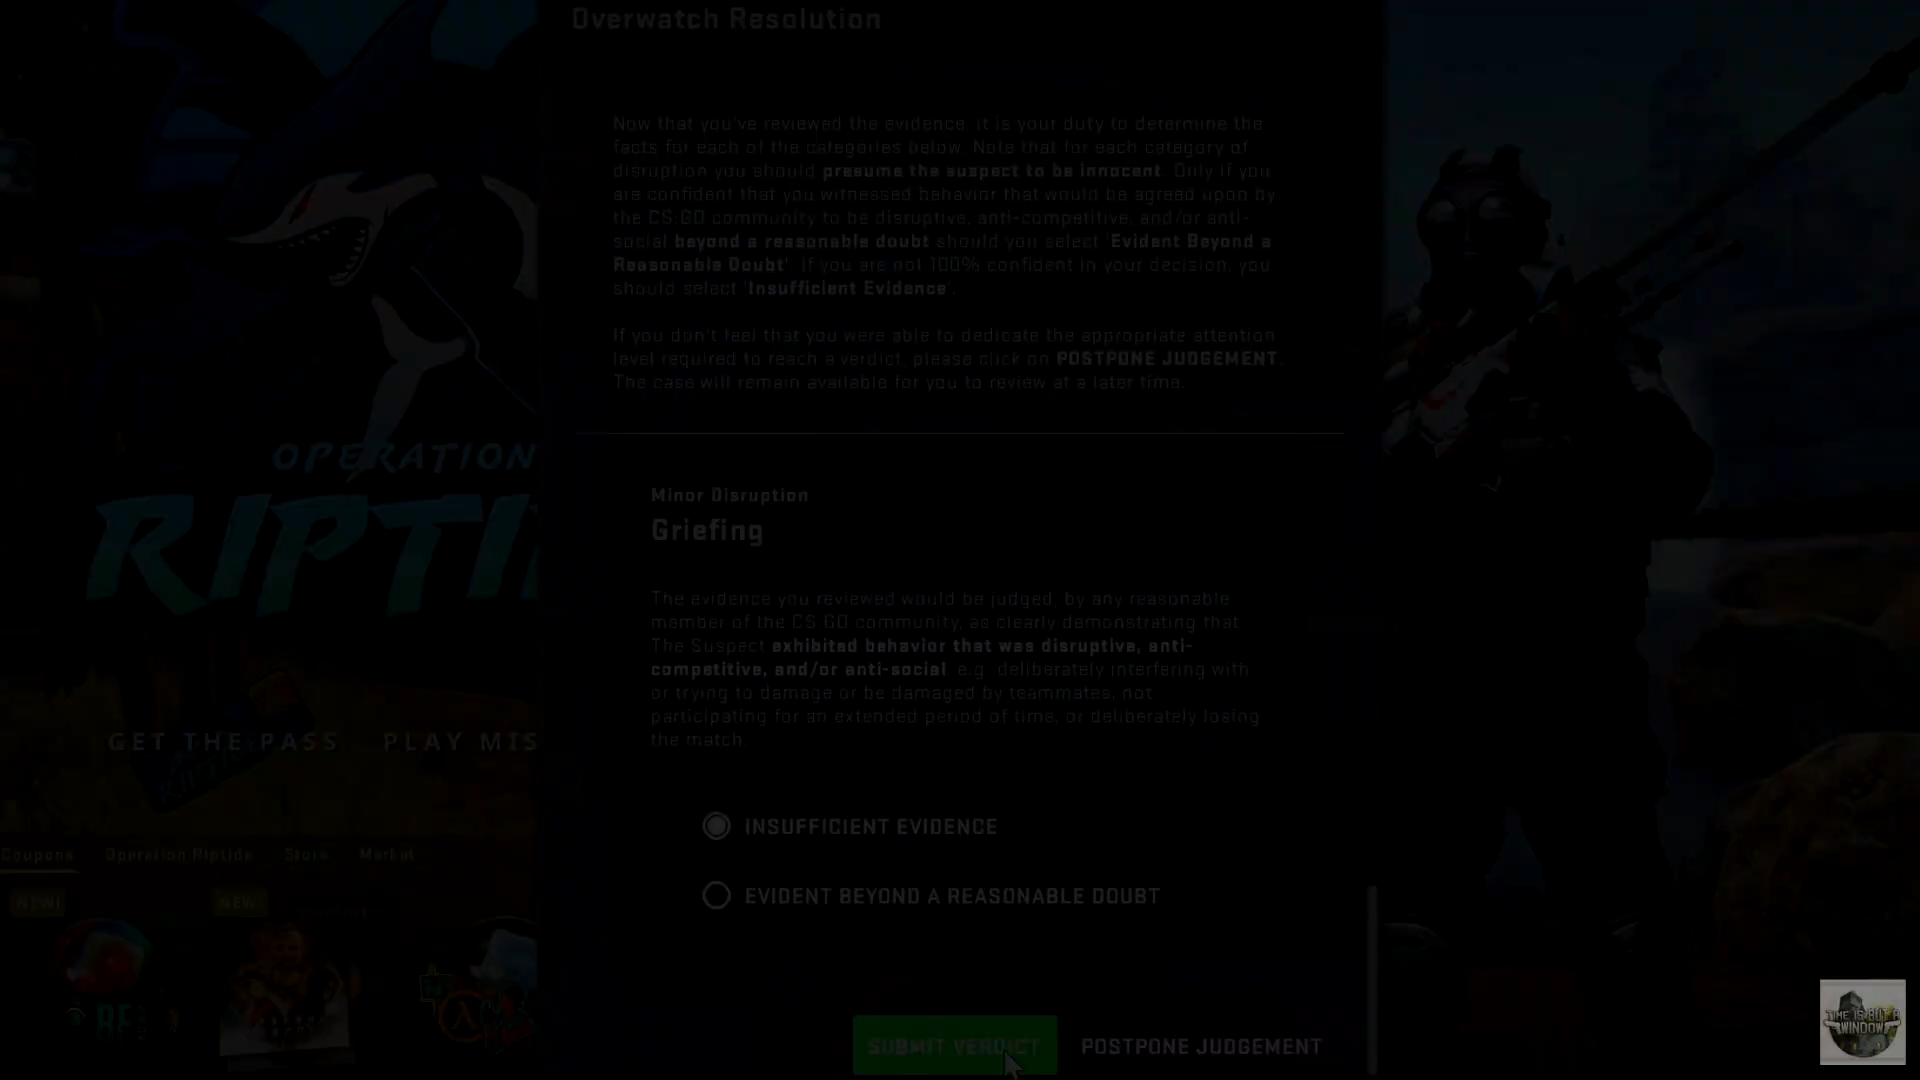 Overwatch Resolution
Now that you've reviewed the evidence, it is your duty to determine the
facts for each of the categories below. Note that for each category of
disruption you should presume the suspect to be innocent. Only if you
are confident that you witnessed behavior that would be agreed upon by
the CS:GO community to be disruptive, anti-competitive, and/or anti-
social beyond a reasonable doubt should you select 'Evident Beyond a
Reasonable Doubt'. If you are not 100% confident in your decision, you
should select 'Insufficient Evidence'.
If you don't feel that you were able to dedicate the appropriate attention
level required to reach a verdict, please click on POSTPONE JUDGEMENT.
The case will remain available for you to review at a later time.
OPERATION
RIPTI
GET THE PASS PLAY MIS
Minor Disruption
Griefing
The evidence you reviewed would be judged, by any reasonable
member of the CS:GO community, as clearly demonstrating that
The Suspect exhibited behavior that was disruptive, anti-
competitive, and/or anti-social, e.g. deliberately interfering with
or trying to damage or be damaged by teammates, not
participating for an extended period of time, or deliberately losing
the match.
INSUFFICIENT EVIDENCE
EVIDENT BEYOND A REASONABLE DOUBT
Coupons Operation Riptide Store Market
NEW! NEW!
SUBMIT VERDICT POSTPONE JUDGEMENT
TIME IS BUT A
WINDOW